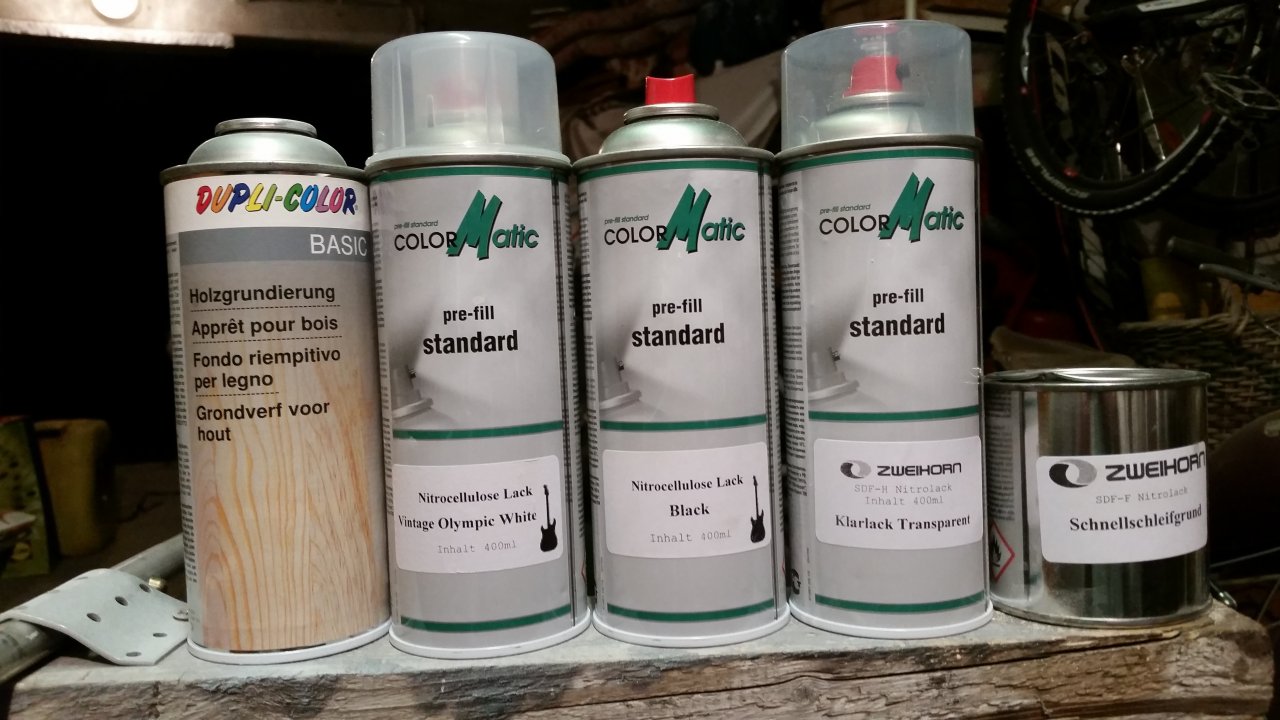 DUPLI-COLOR
BASIC
Holzgrundierung
Apprêt pour bois
Fondo riempitivo
per legno
Grondverf voor
hout
pre-fill standard
COLORMatic
pre-fill
standard
Nitrocellulose Lack
Vintage Olympic White
Inhalt 400ml
pre-fill standard
COLORMatic
pre-fill
standard
Nitrocellulose Lack
Black
Inhalt 400ml
pre-fill standard
COLORMatic
pre-fill
standard
ZWEIHORN
SDF-H Nitrolack
Inhalt 400ml
Klarlack Transparent
ZWEIHORN
SDF-F Nitrolack
Schnellschleifgrund